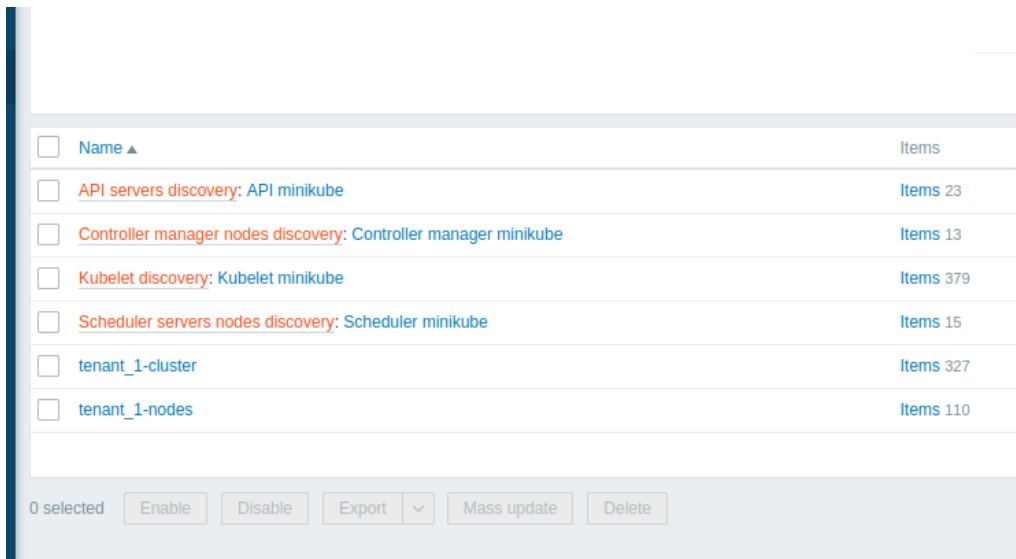 Name Items
API servers discovery: API minikube Items 23
Controller manager nodes discovery: Controller manager minikube Items 13
Kubelet discovery: Kubelet minikube Items 379
Scheduler servers nodes discovery: Scheduler minikube Items 15
tenant_1-cluster Items 327
tenant_1-nodes Items 110
0 selected Enable Disable Export Mass update Delete